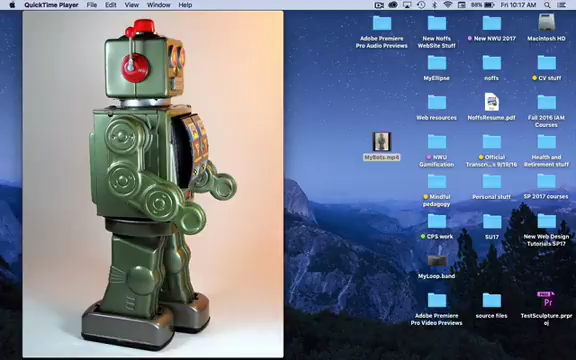 QuickTime Player File Edit View Window Help
98% Fri 10:17 AM
Adobe Premiere
Pro Audio Previews
New Noffs
WebSite Stuff
New NWU 2017
Macintosh HD
MyEllipse
noffs
CV stuff
Web resources
NoffsResume.pdf
Fall 2016 IAM
Courses
MyBots.mp4
NWU
Gamification
Official
Transcri...s 9/19/16
Health and
Retirement stuff
Mindful
pedagogy
Personal stuff
SP 2017 courses
CPS work
SU17
New Web Design
Tutorials SP17
MyLoop.band
Adobe Premiere
Pro Video Previews
source files
TestSculpture.prpr
oj